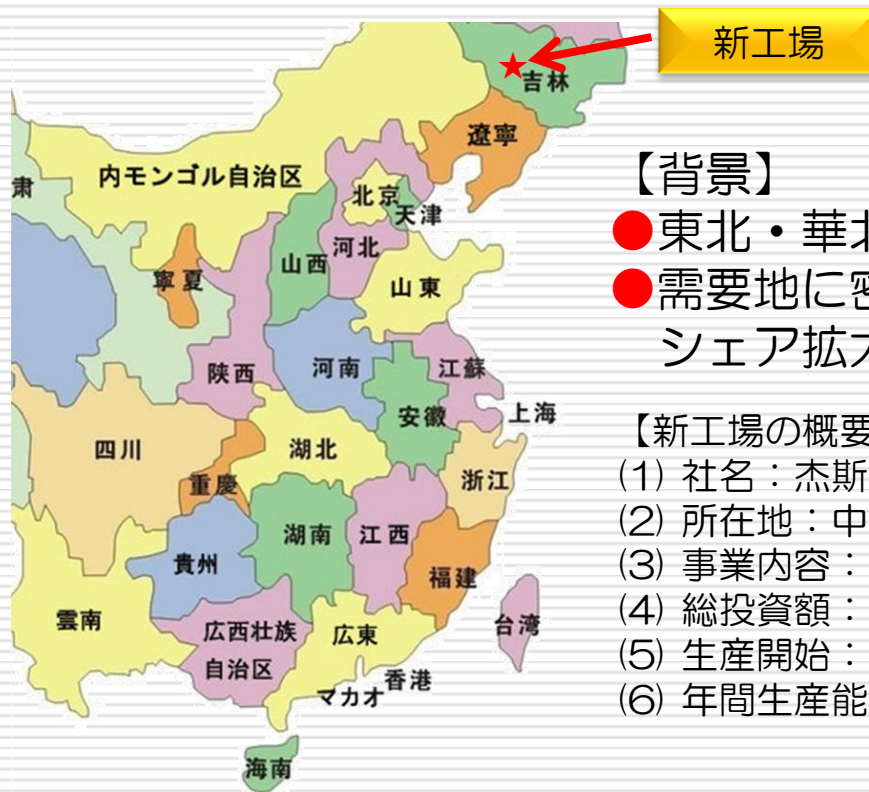 新工場
吉林
遼寧
内モンゴル自治区
粛
北京
天津
河北
山西
寧夏
山東
陝西
河南
江蘇
安徽
上海
四川
湖北
重慶
浙江
湖南
江西
貴州
福建
雲南
広西壮族
自治区
広東
台湾
香港
マカオ
海南
【背景】
●東北・華北
●需要地に密
シェア拡大
【新工場の概要
(1) 社名:杰斯
(2) 所在地:中
(3) 事業内容:
(4) 総投資額:
(5) 生産開始:
(6) 年間生産能